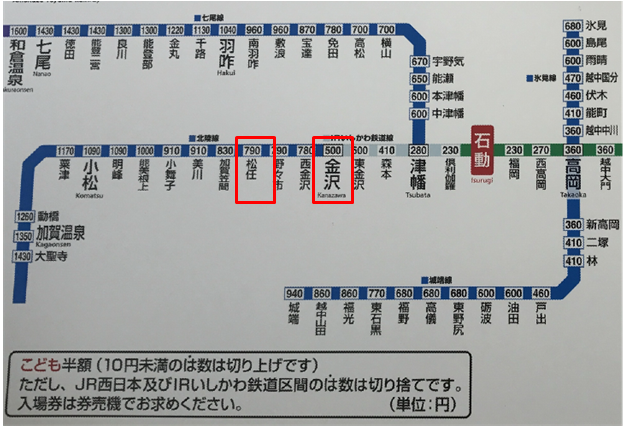 ■七尾線
1600 1430 1430 1300 1300 1220 1130 1040 960 960 870 780 700 700
和倉温泉 七尾 徳田 能登二宮 良川 能登部 金丸 千路 羽咋 南羽咋 敷浪 宝達 免田 高松 横山
Nanao Hakui
670 宇野気
650 能瀬
600 本津幡
600 中津幡
680 氷見
600 島尾
600 雨晴
■氷見線
470 越中国分
460 伏木
410 能町
360 越中中川
■北陸線 ■IRいしかわ鉄道線
1170 1090 1090 1000 910 910 830 790 790 780 500 500 410 280 230 石動 230 270 360 360
粟津 小松 明峰 能美根上 小舞子 美川 加賀笠間 松任 野々市 西金沢 金沢 東金沢 森本 津幡 倶利伽羅 Isurugi 福岡 西高岡 高岡 越中大門
Komatsu Kanazawa Tsubata Takaoka
1260 動橋
1350 加賀温泉
Kagaonsen
1430 大聖寺
360 新高岡
410 二塚
410 林
■城端線
940 860 860 770 680 680 680 600 600 460
城端 越中山田 福光 東石黒 福野 高儀 東野尻 砺波 油田 戸出
こども半額（10円未満のは数は切り上げです）
ただし、JR西日本及びIRいしかわ鉄道区間のは数は切り捨てです。
入場券は券売機でお求めください。 （単位：円）